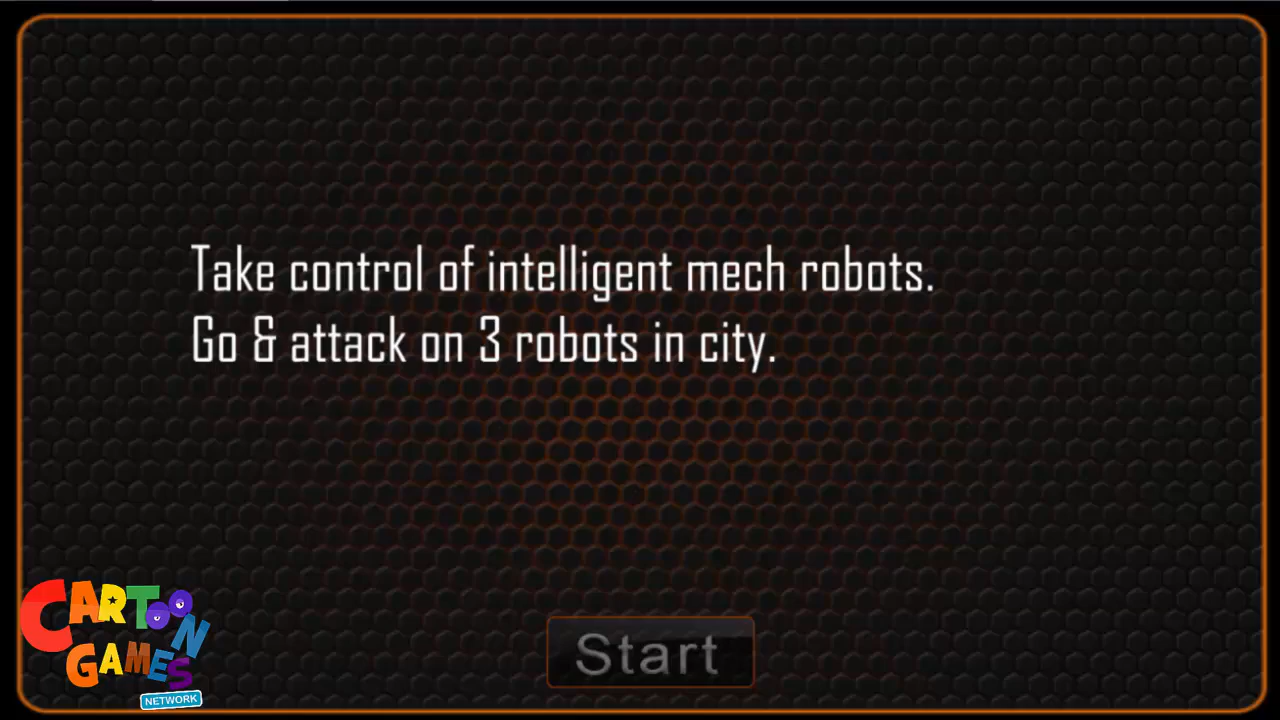 Take control of intelligent mech robots.
Go & attack on 3 robots in city.
Start
CARTOON
GAMES
NETWORK